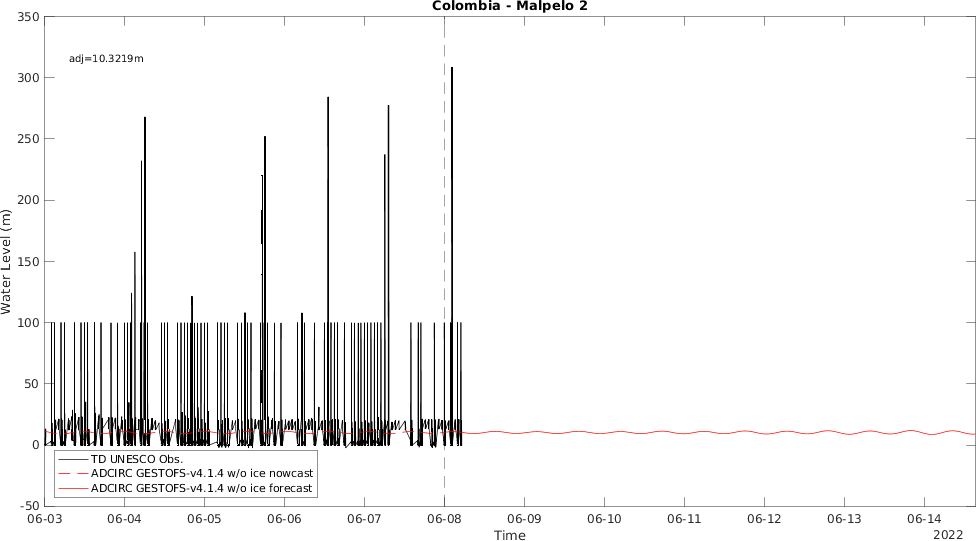 Colombia - Malpelo 2
350
300
250
200
150
100
50
0
-50
Water Level (m)
adj=10.3219m
TD UNESCO Obs.
ADCIRC GESTOFS-v4.1.4 w/o ice nowcast
ADCIRC GESTOFS-v4.1.4 w/o ice forecast
06-03 06-04 06-05 06-06 06-07 06-08 06-09 06-10 06-11 06-12 06-13 06-14
Time
2022